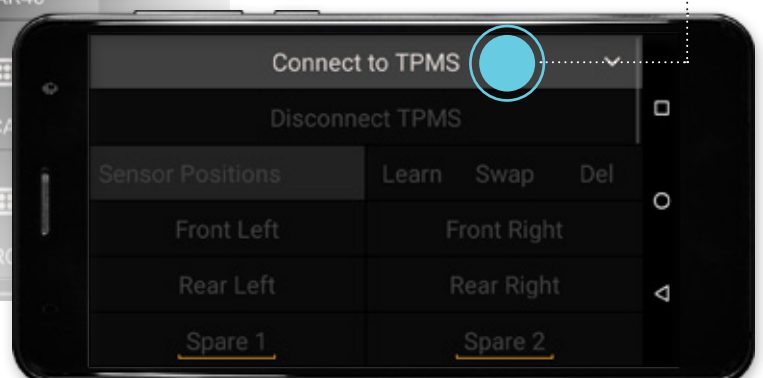 Connect to TPMS
Disconnect TPMS
Sensor Positions Learn Swap Del
Front Left Front Right
Rear Left Rear Right
Spare 1 Spare 2